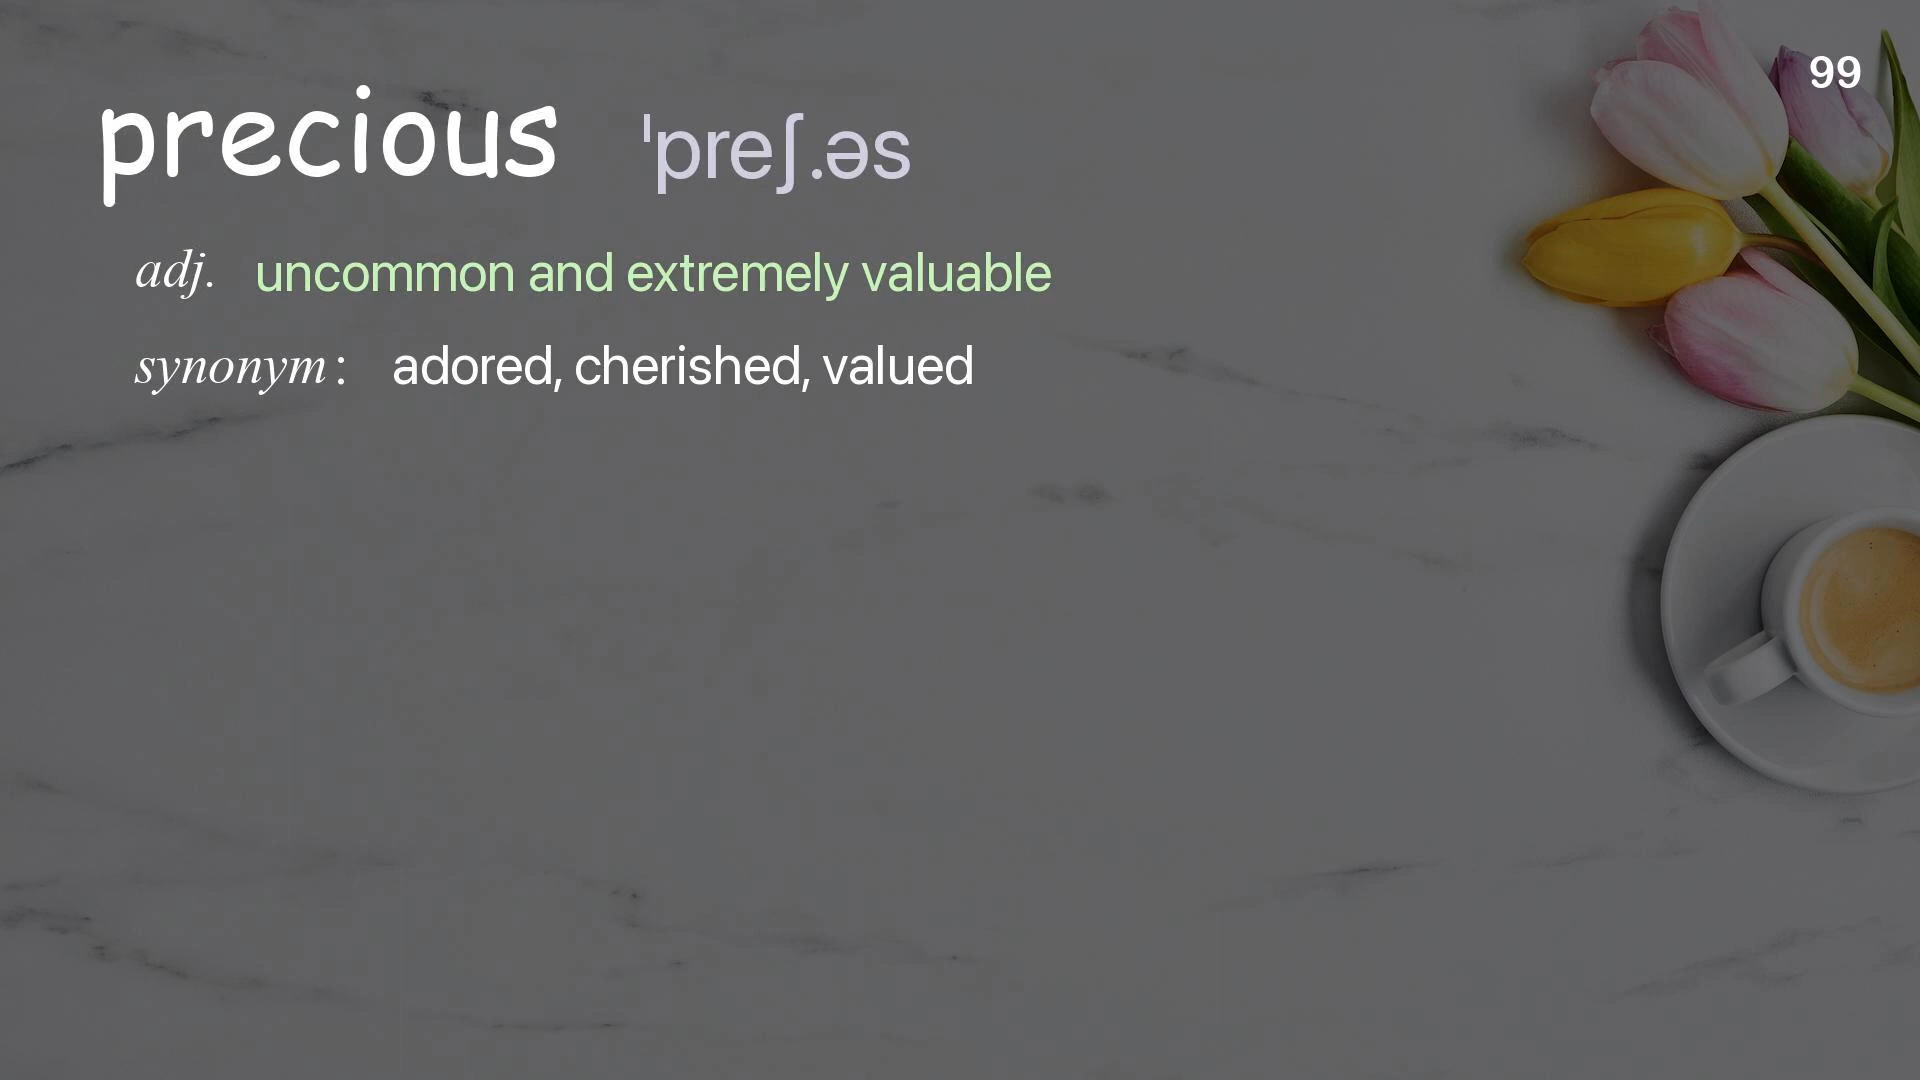 99
precious ˈpreʃ.əs
adj. uncommon and extremely valuable
synonym: adored, cherished, valued